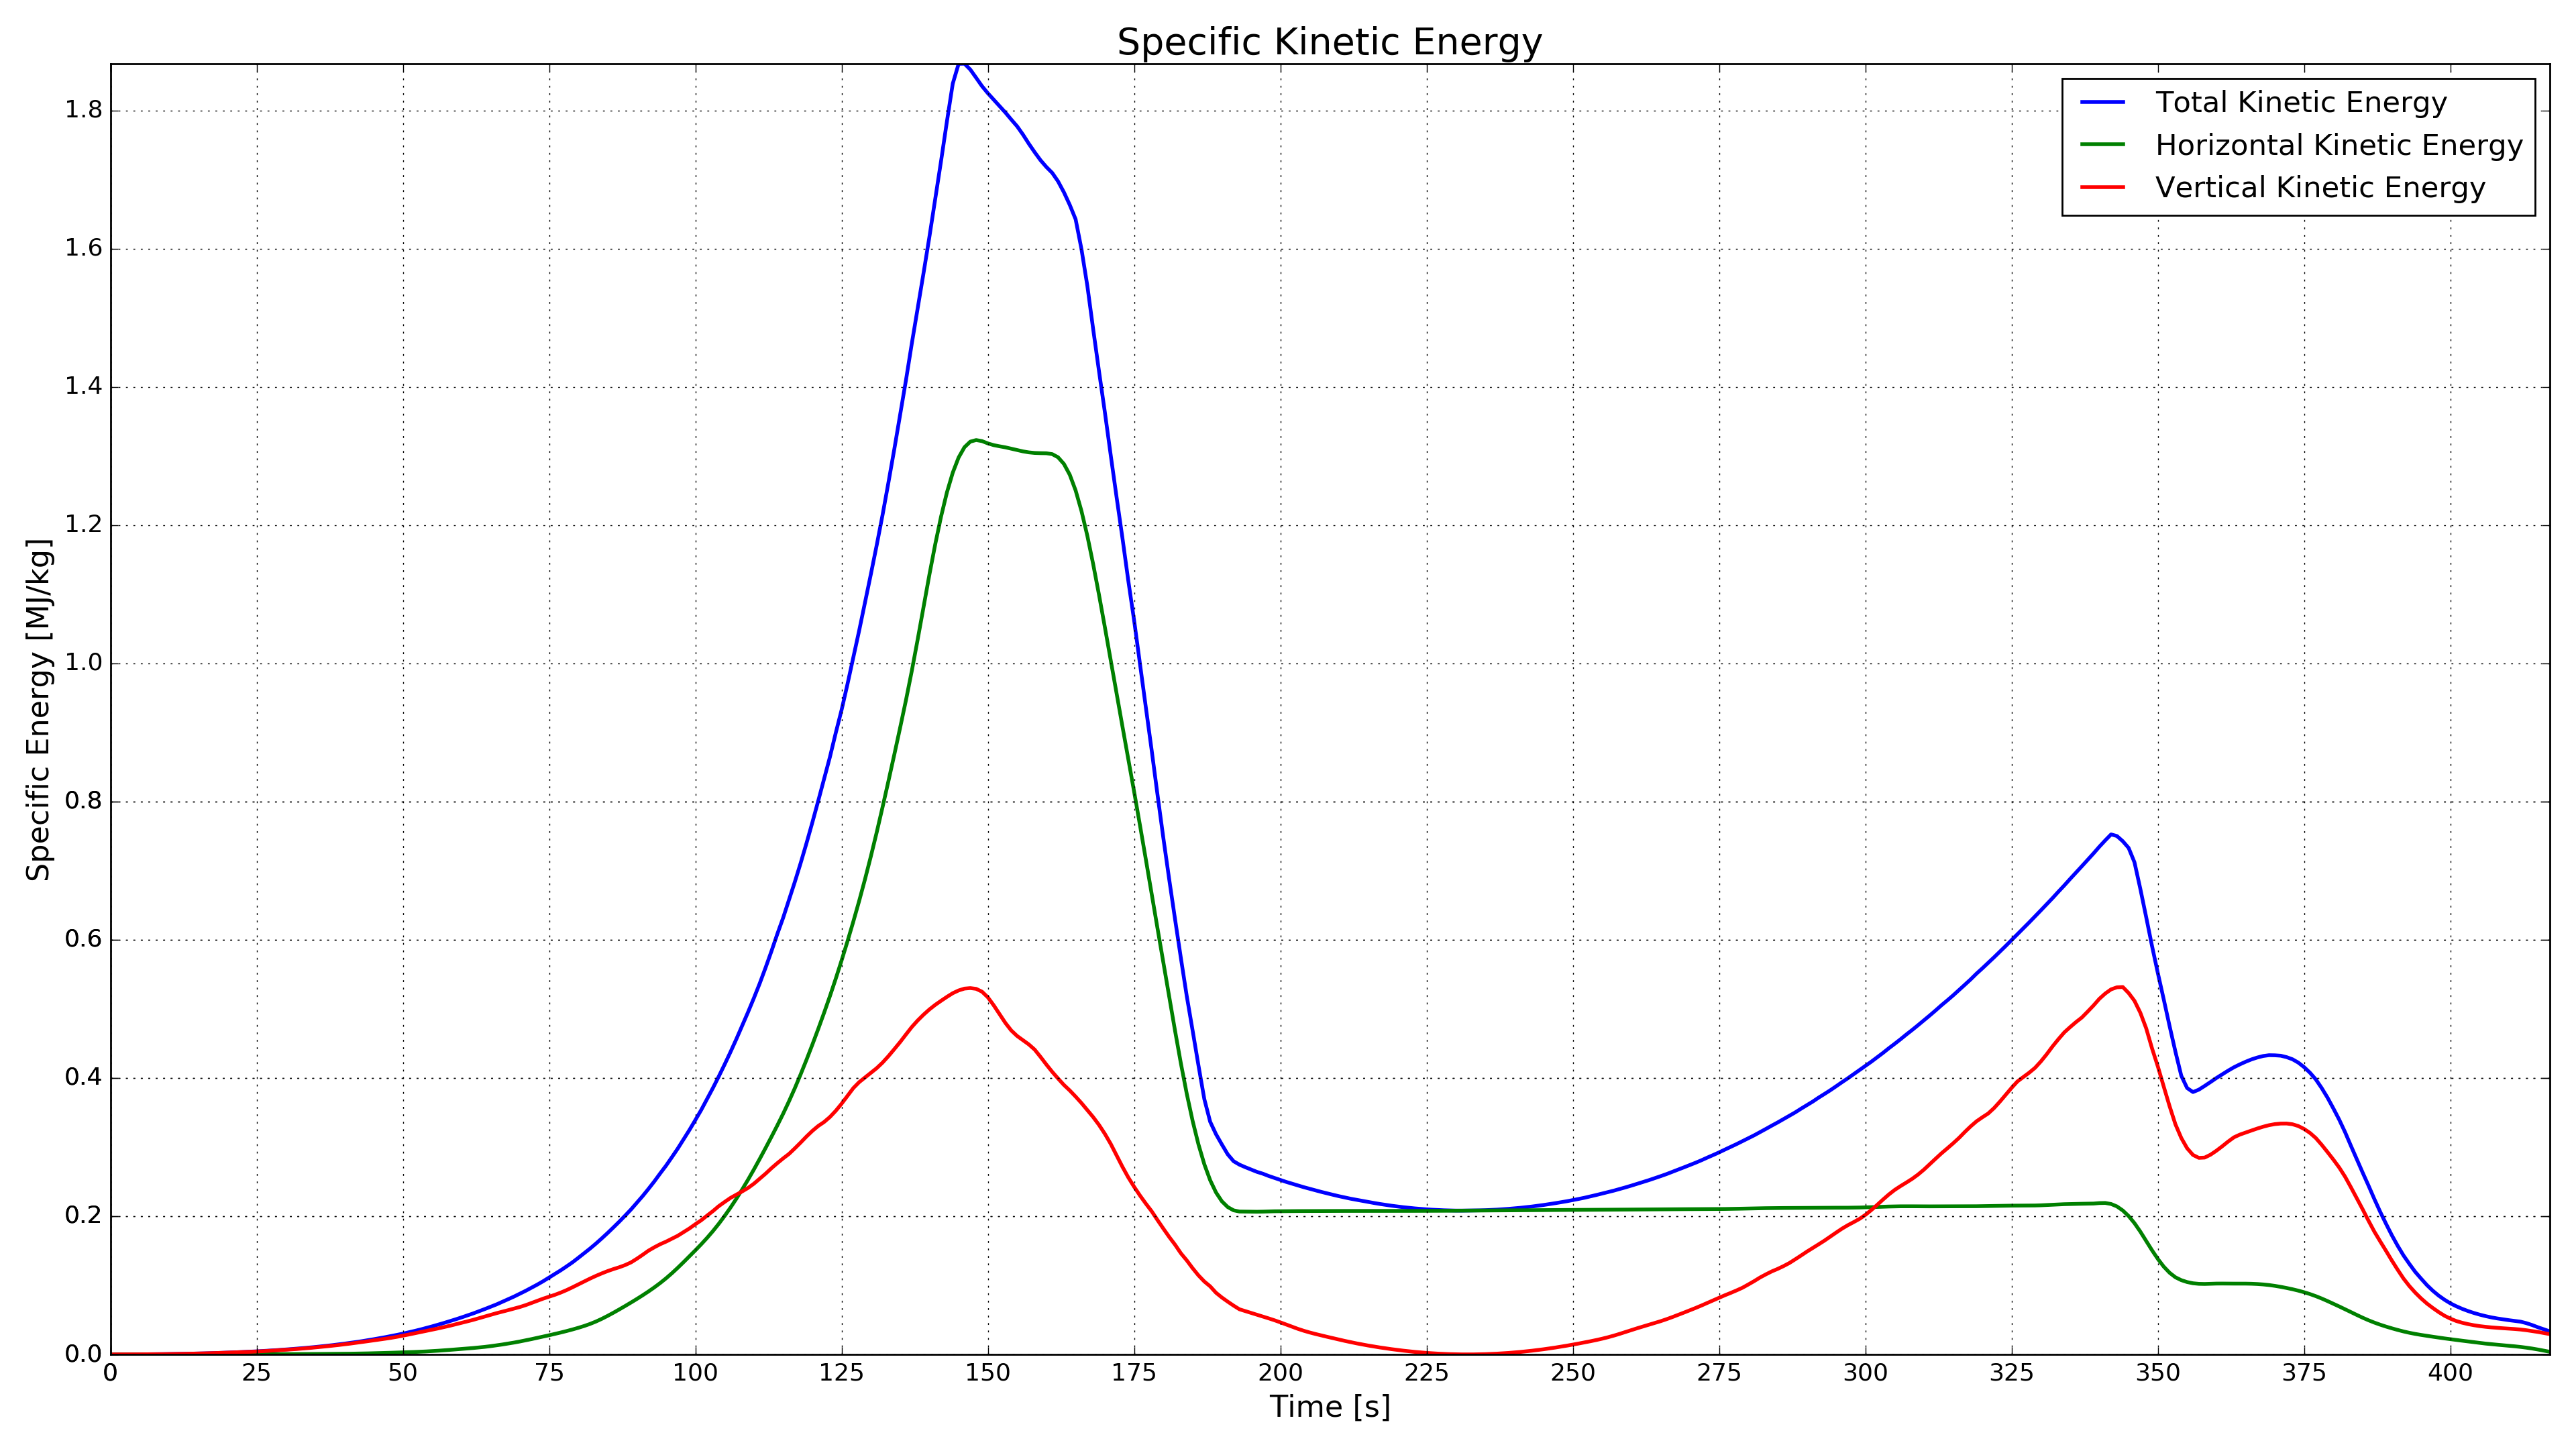 Specific Kinetic Energy
Total Kinetic Energy
Horizontal Kinetic Energy
Vertical Kinetic Energy
Specific Energy [MJ/kg]
1.8
1.6
1.4
1.2
1.0
0.8
0.6
0.4
0.2
0.0
0 25 50 75 100 125 150 175 200 225 250 275 300 325 350 375 400
Time [s]